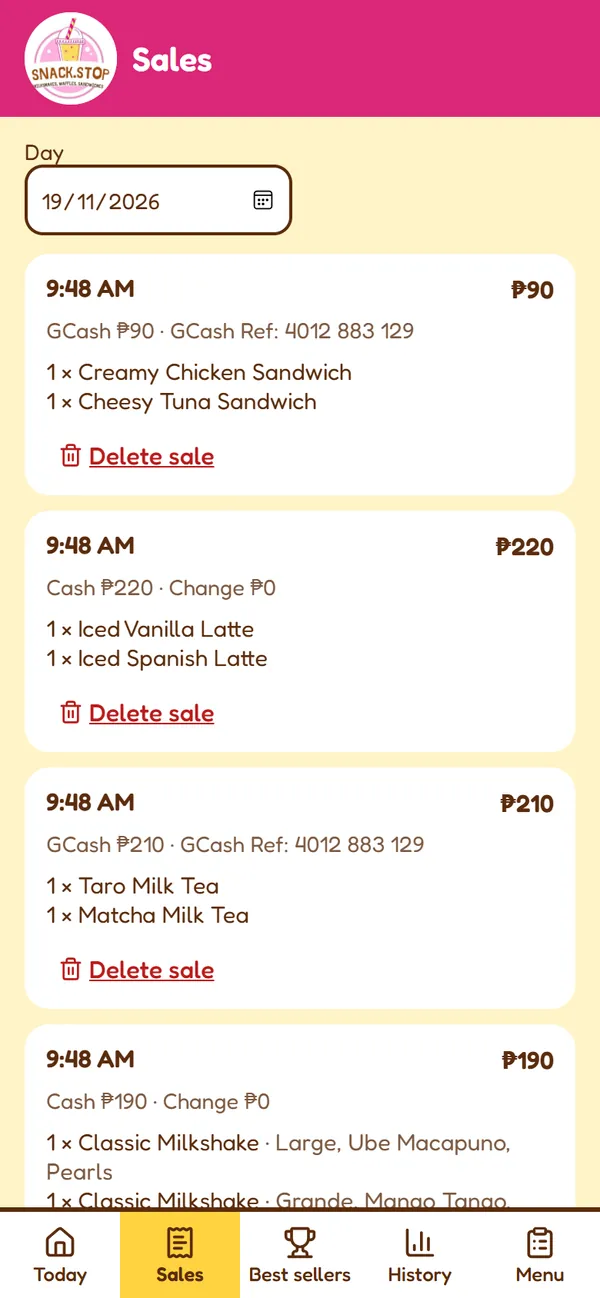 SNACK.STOP
Sales
Day
19/11/2026
9:48 AM
₱90
GCash ₱90 · GCash Ref: 4012 883 129
1 × Creamy Chicken Sandwich
1 × Cheesy Tuna Sandwich
Delete sale
9:48 AM
₱220
Cash ₱220 · Change ₱0
1 × Iced Vanilla Latte
1 × Iced Spanish Latte
Delete sale
9:48 AM
₱210
GCash ₱210 · GCash Ref: 4012 883 129
1 × Taro Milk Tea
1 × Matcha Milk Tea
Delete sale
9:48 AM
₱190
Cash ₱190 · Change ₱0
1 × Classic Milkshake · Large, Ube Macapuno,
Pearls
1 × Classic Milkshake · Grande, Mango Tango,
Today
Sales
Best sellers
History
Menu